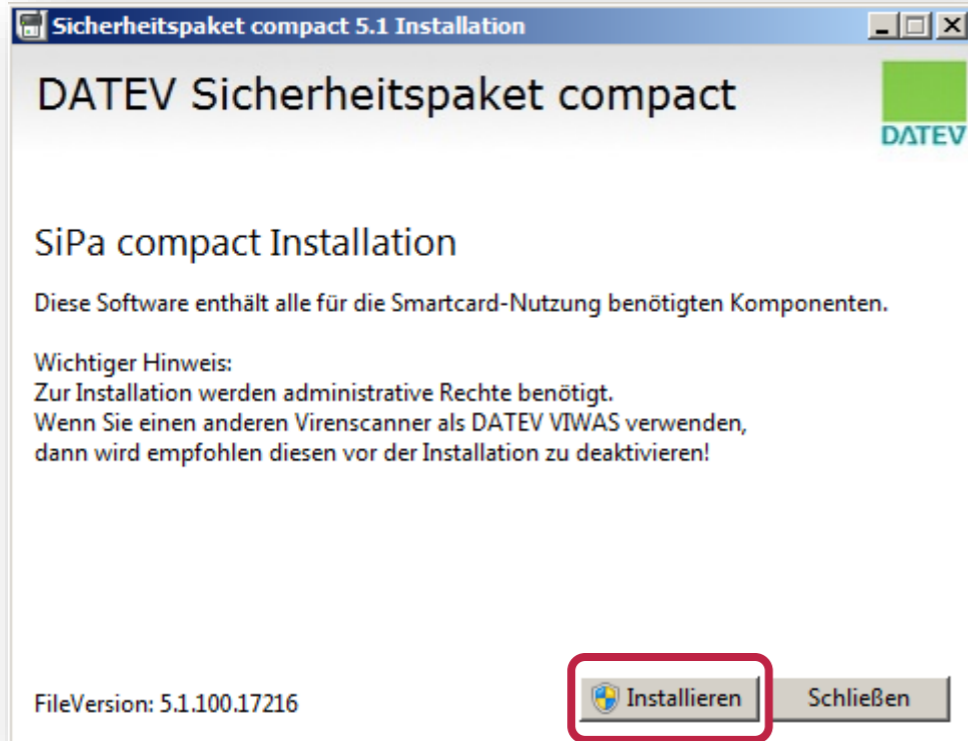 Sicherheitspaket compact 5.1 Installation
DATEV Sicherheitspaket compact
DATEV
SiPa compact Installation
Diese Software enthält alle für die Smartcard-Nutzung benötigten Komponenten.
Wichtiger Hinweis:
Zur Installation werden administrative Rechte benötigt.
Wenn Sie einen anderen Virenscanner als DATEV VIWAS verwenden,
dann wird empfohlen diesen vor der Installation zu deaktivieren!
FileVersion: 5.1.100.17216
Installieren
Schließen